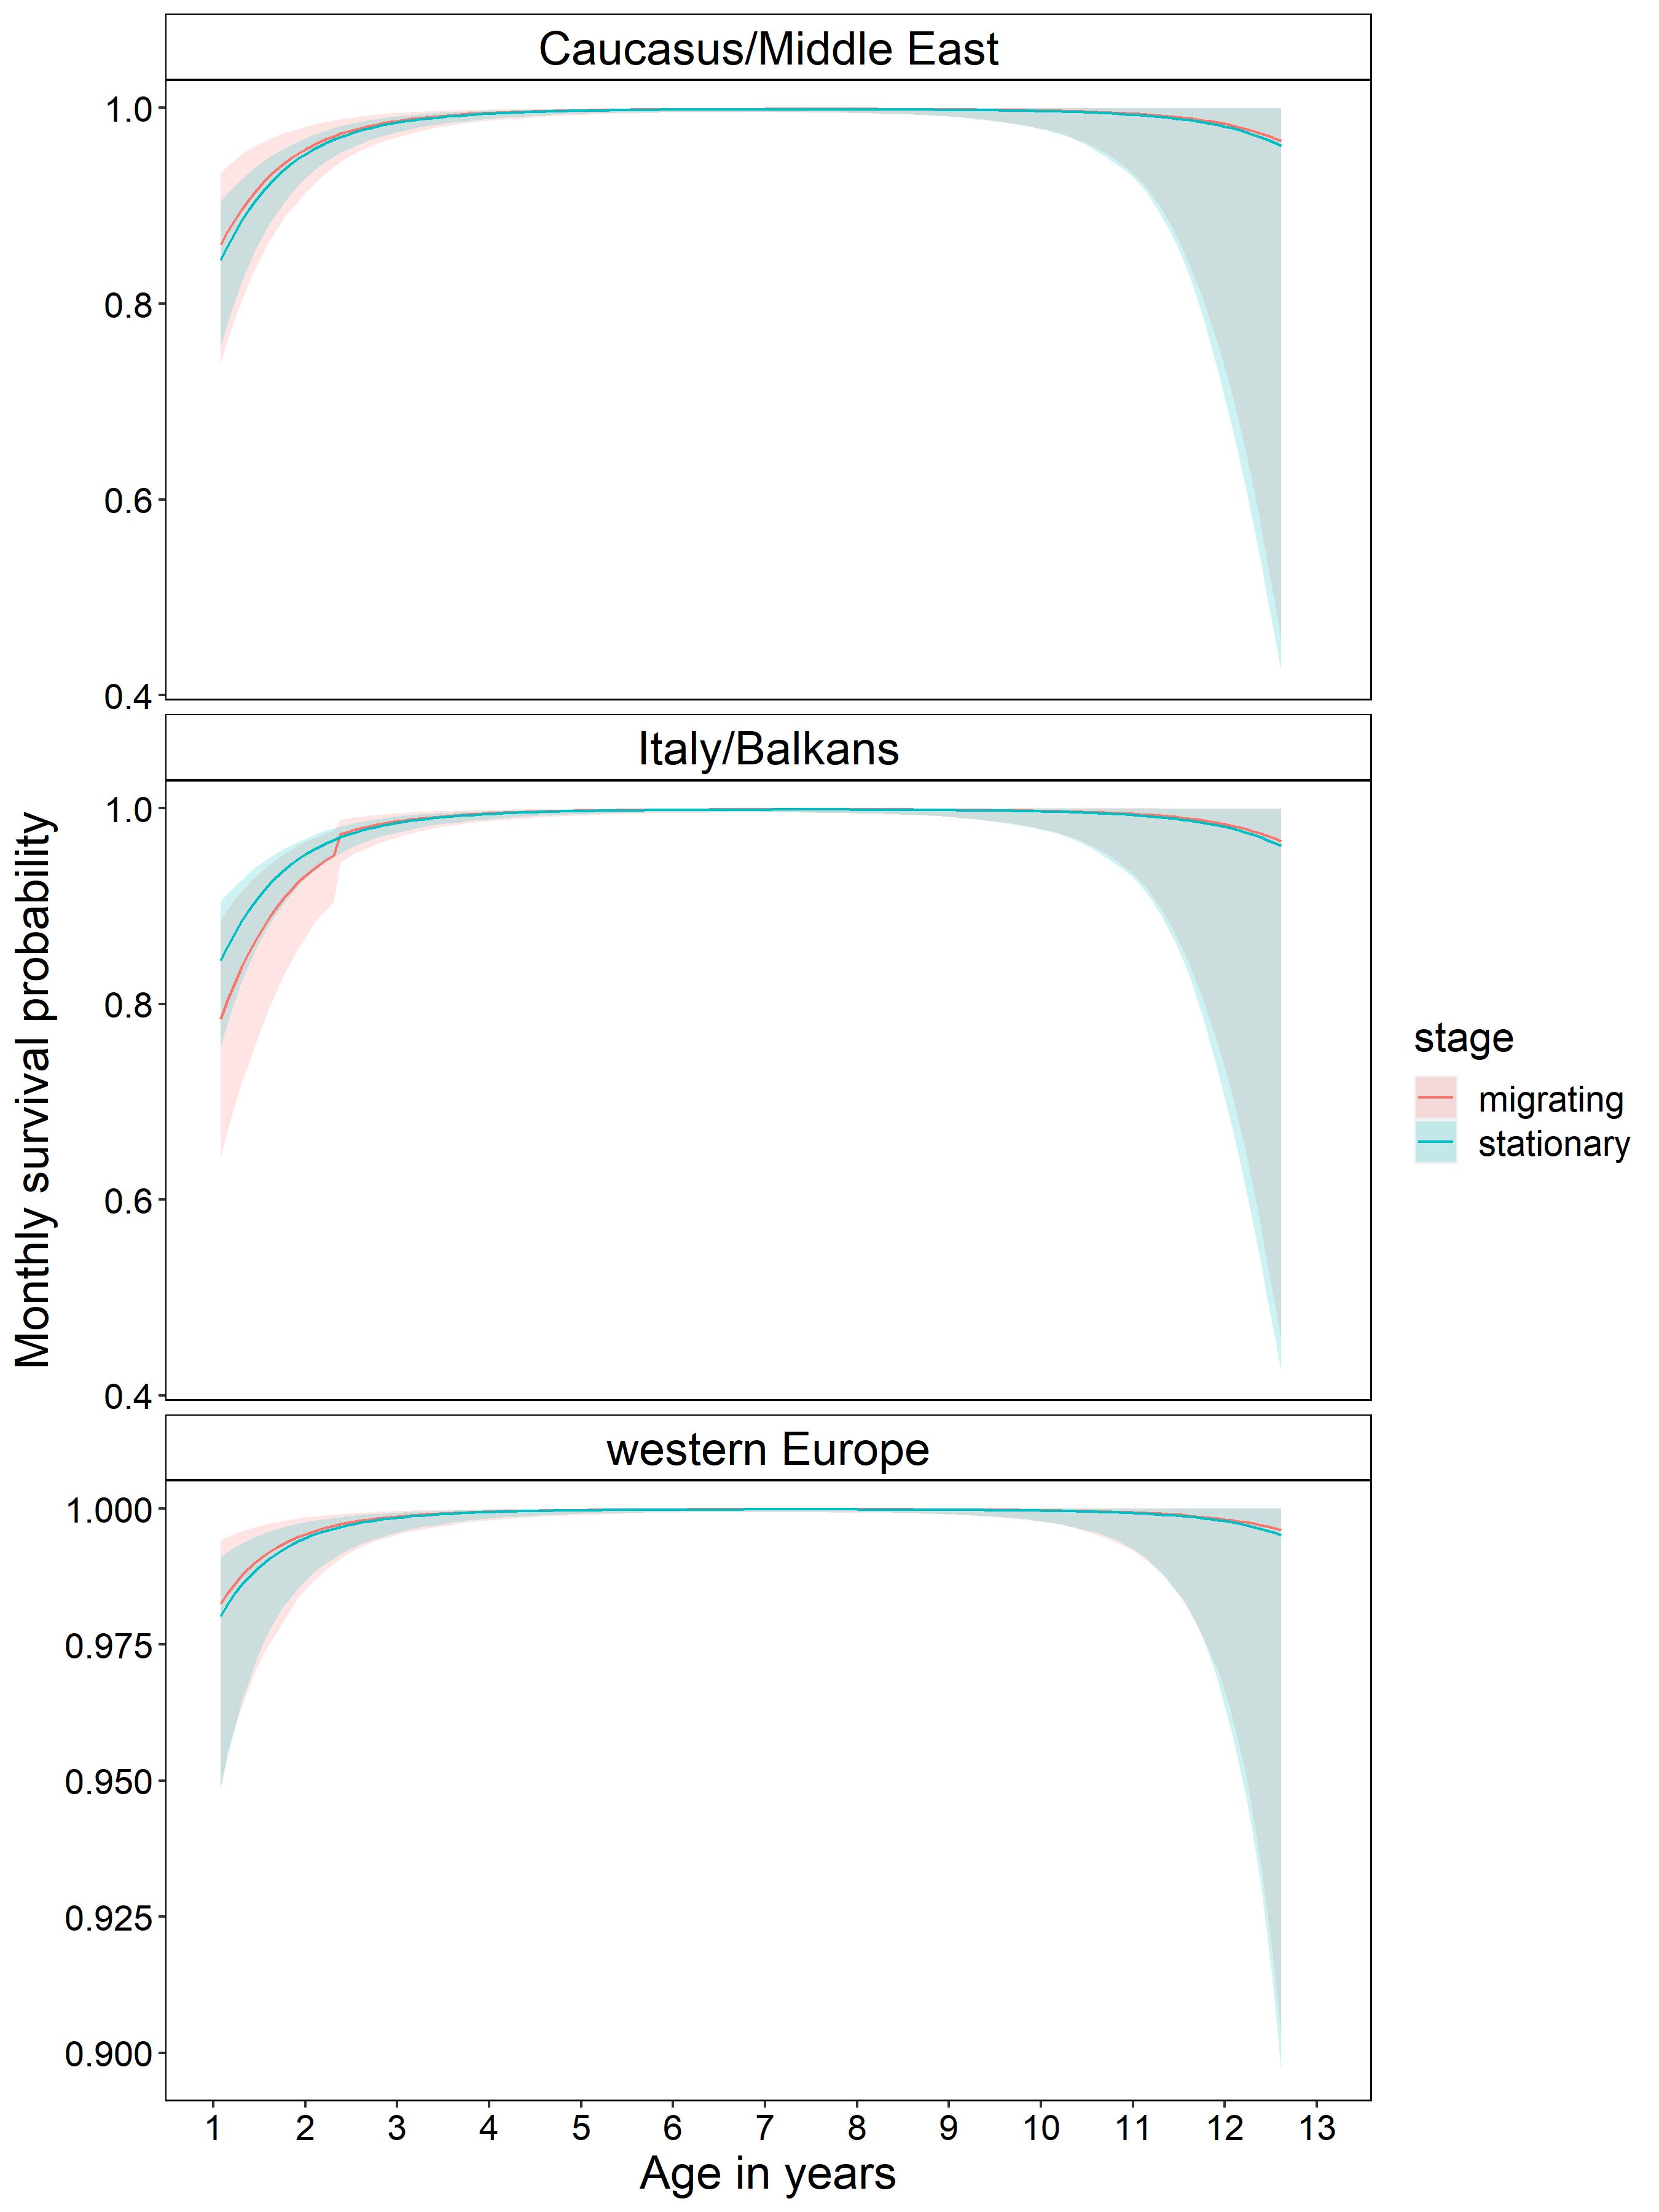 Caucasus/Middle East
1.0
0.8
0.6
0.4
Italy/Balkans
1.0
0.8
0.6
0.4
western Europe
1.000
0.975
0.950
0.925
0.900
1 2 3 4 5 6 7 8 9 10 11 12 13
Age in years
Monthly survival probability
stage
migrating
stationary